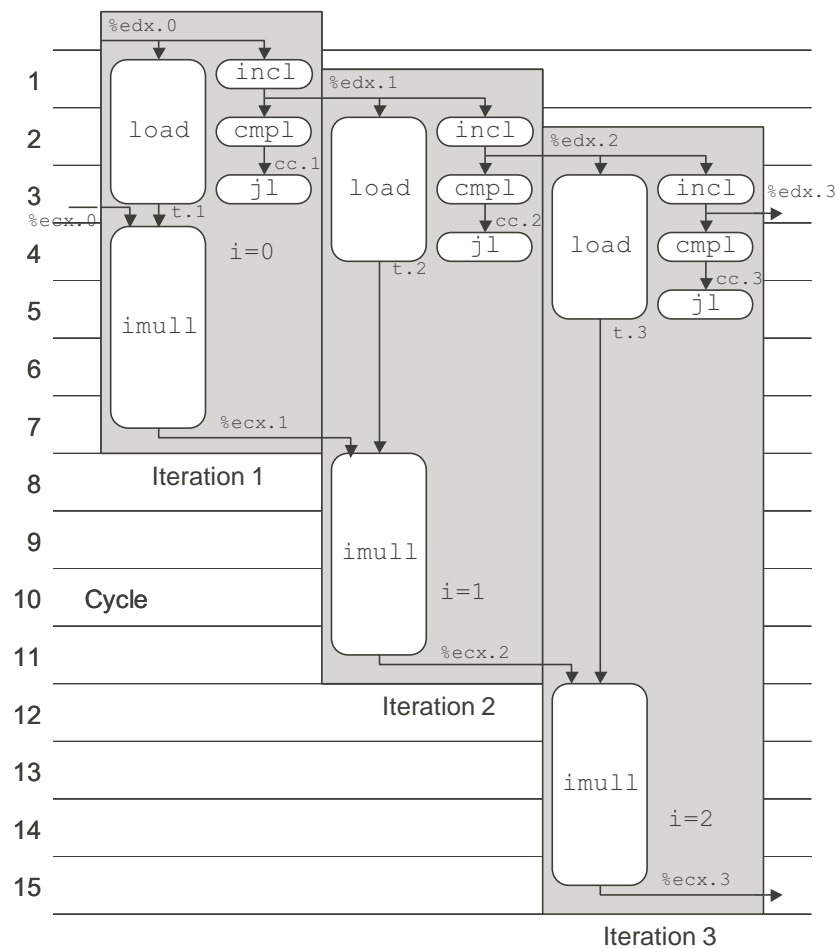 %edx.0
1
incl
%edx.1
load
2
cmpl
incl
%edx.2
cc.1
load
3
jl
cmpl
incl
%edx.3
%ecx.0
t.1
cc.2
load
4
i=0
jl
cmpl
t.2
cc.3
5
imull
jl
t.3
6
7
%ecx.1
Iteration 1
8
9
imull
10
Cycle
i=1
11
%ecx.2
Iteration 2
12
13
imull
14
i=2
15
%ecx.3
Iteration 3